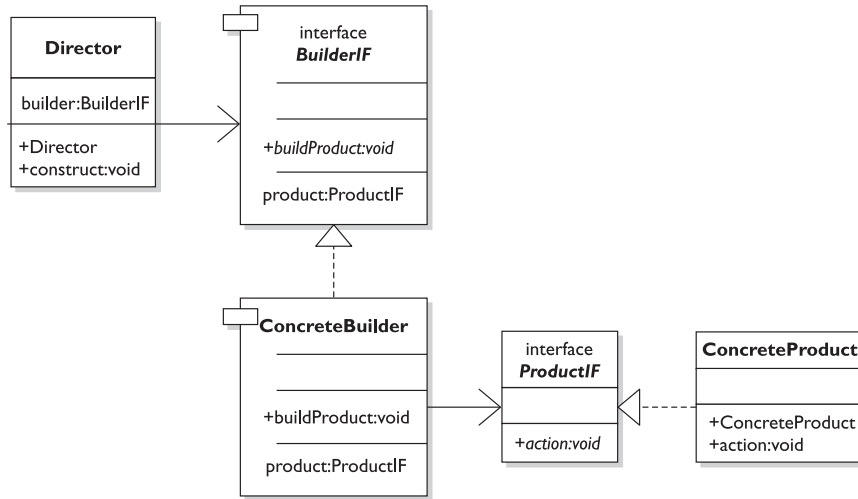 Director
builder:BuilderIF
+Director
+construct:void
interface
BuilderIF
+buildProduct:void
product:ProductIF
ConcreteBuilder
+buildProduct:void
product:ProductIF
interface
ProductIF
+action:void
ConcreteProduct
+ConcreteProduct
+action:void